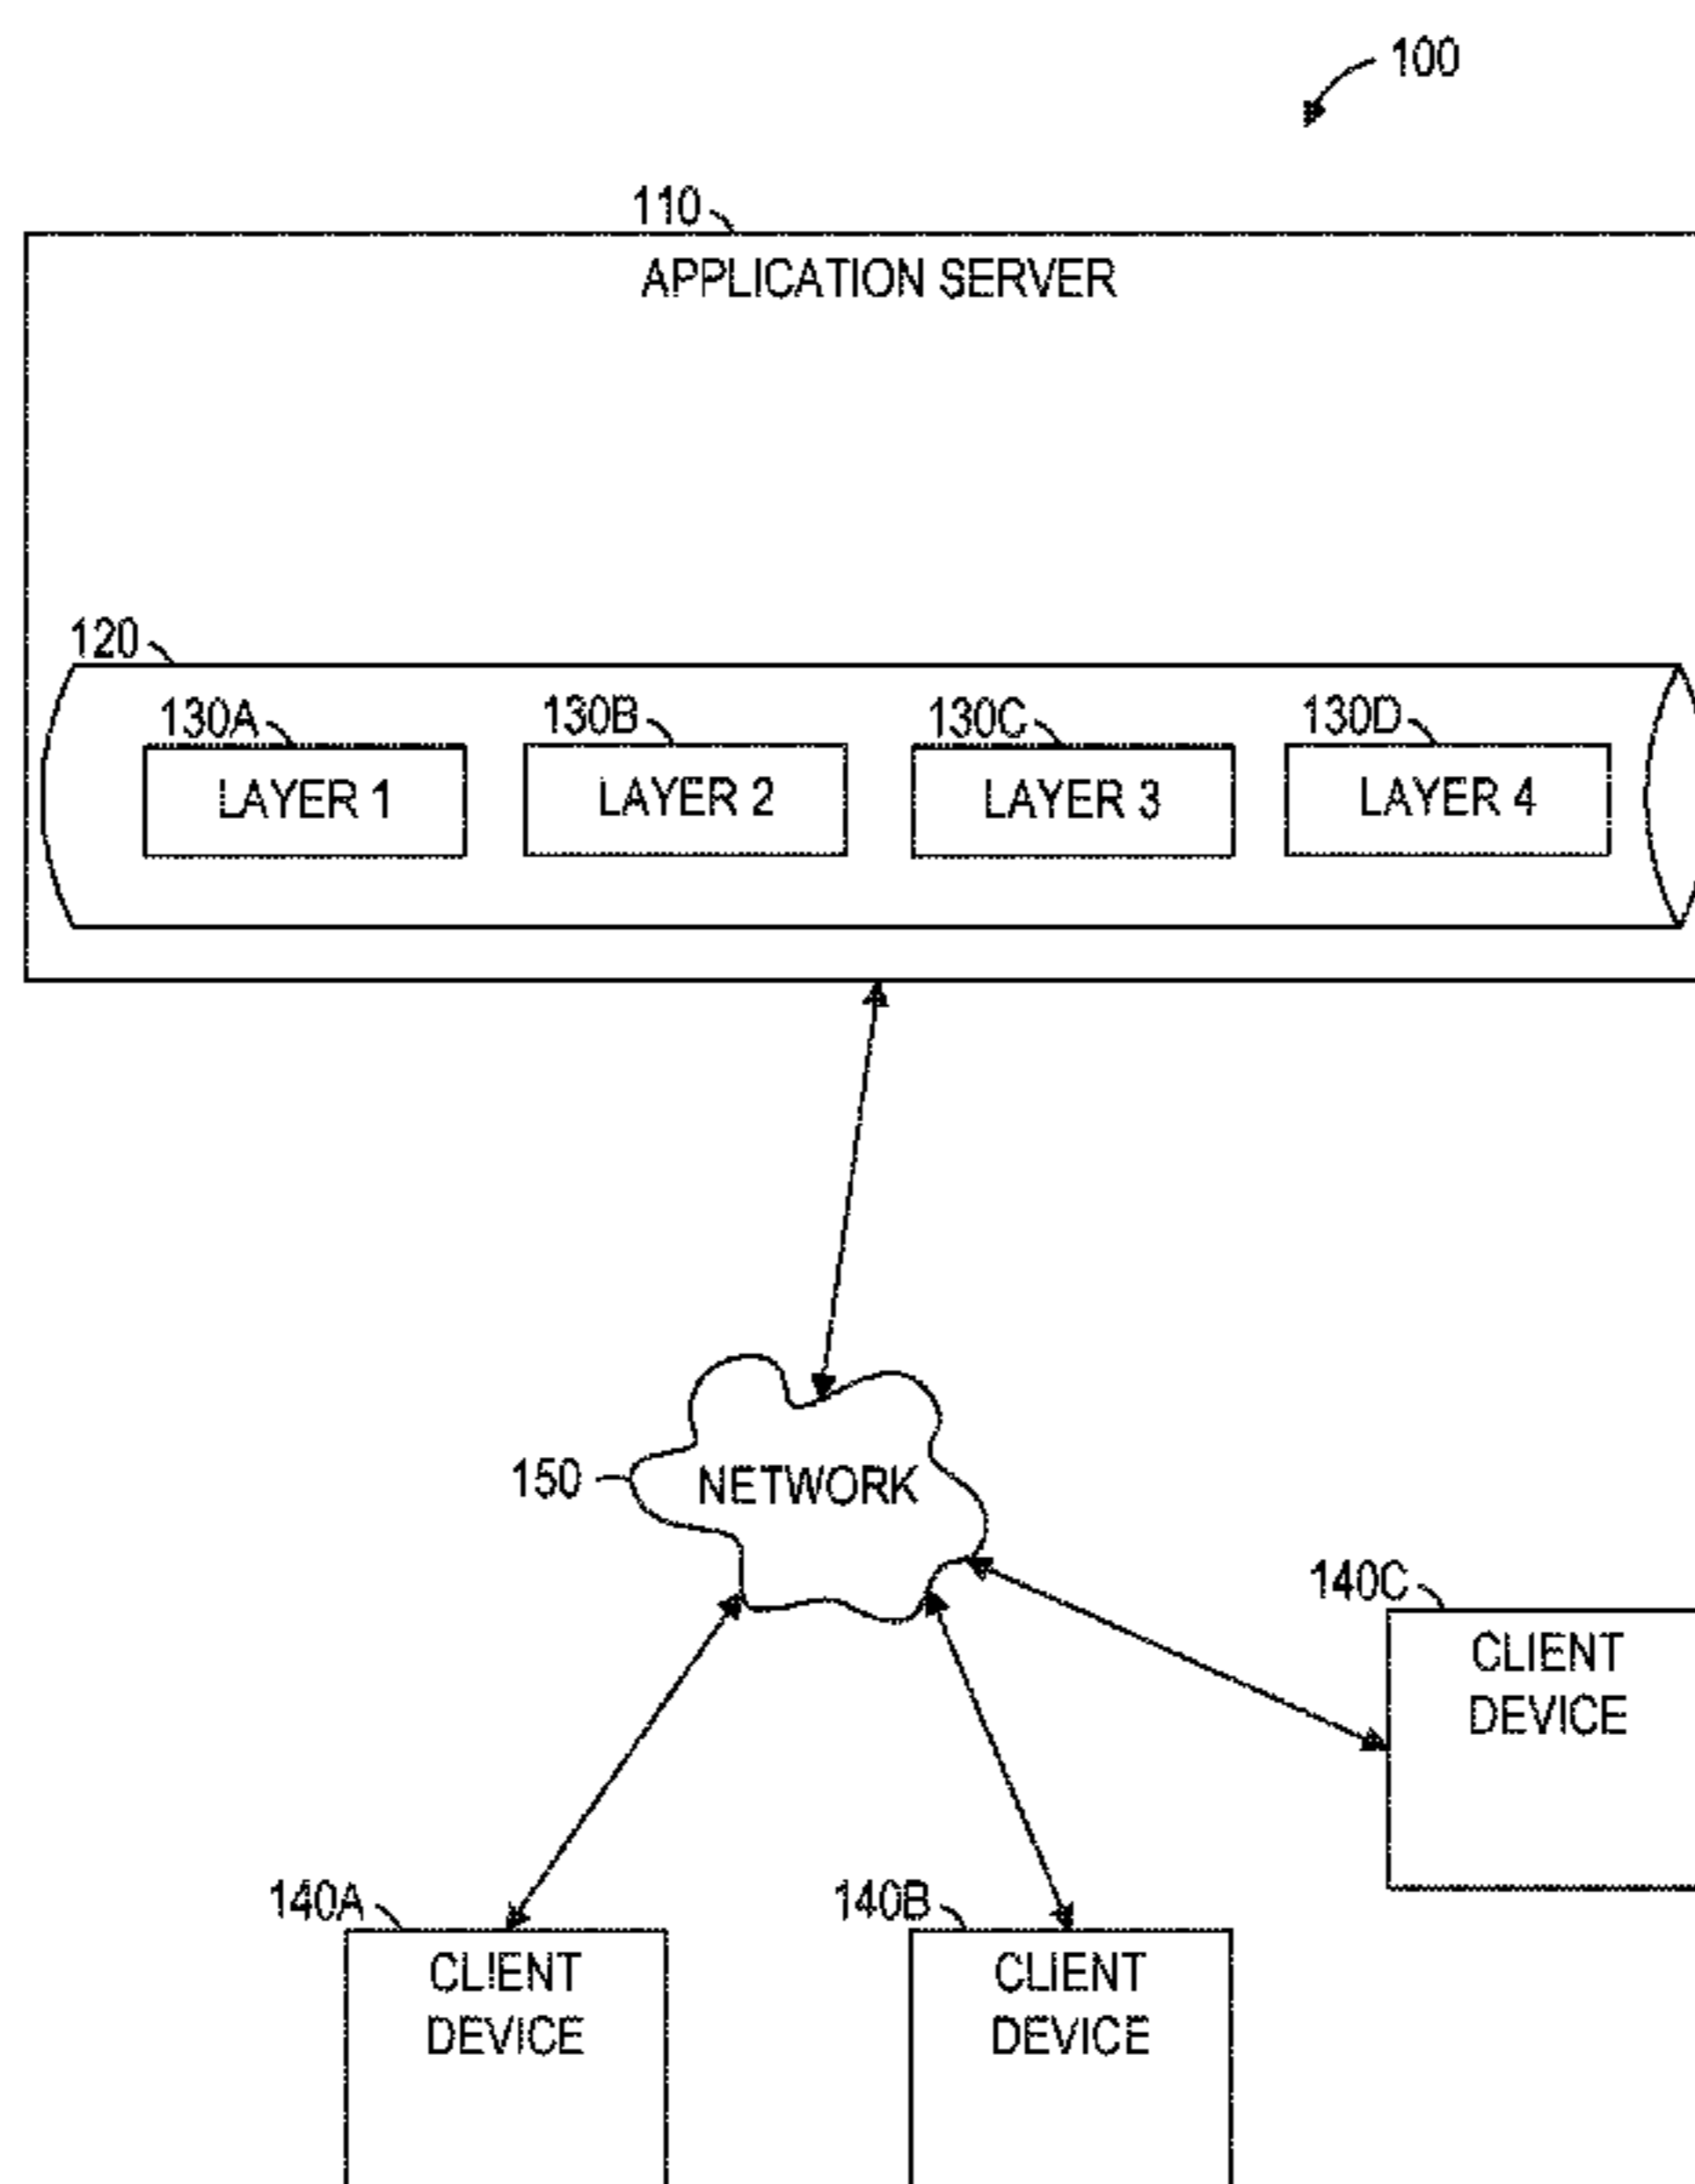 100
110
APPLICATION SERVER
120
130A 130B 130C 130D
LAYER 1 LAYER 2 LAYER 3 LAYER 4
150 NETWORK
140C
CLIENT
DEVICE
140A 140B
CLIENT CLIENT
DEVICE DEVICE